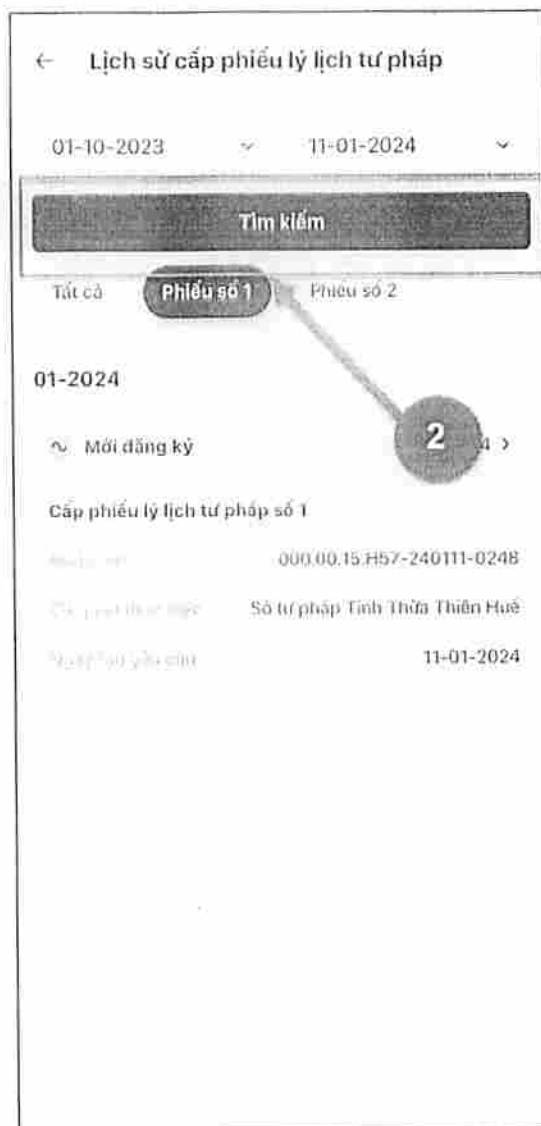 ← Lịch sử cấp phiếu lý lịch tư pháp
01-10-2023 11-01-2024
Tìm kiếm
Tất cả Phiếu số 1 Phiếu số 2
01-2024
Mới đăng ký 2 4 >
Cấp phiếu lý lịch tư pháp số 1
000.00.15.H57-240111-0248
Sở tư pháp Tỉnh Thừa Thiên Huế
11-01-2024